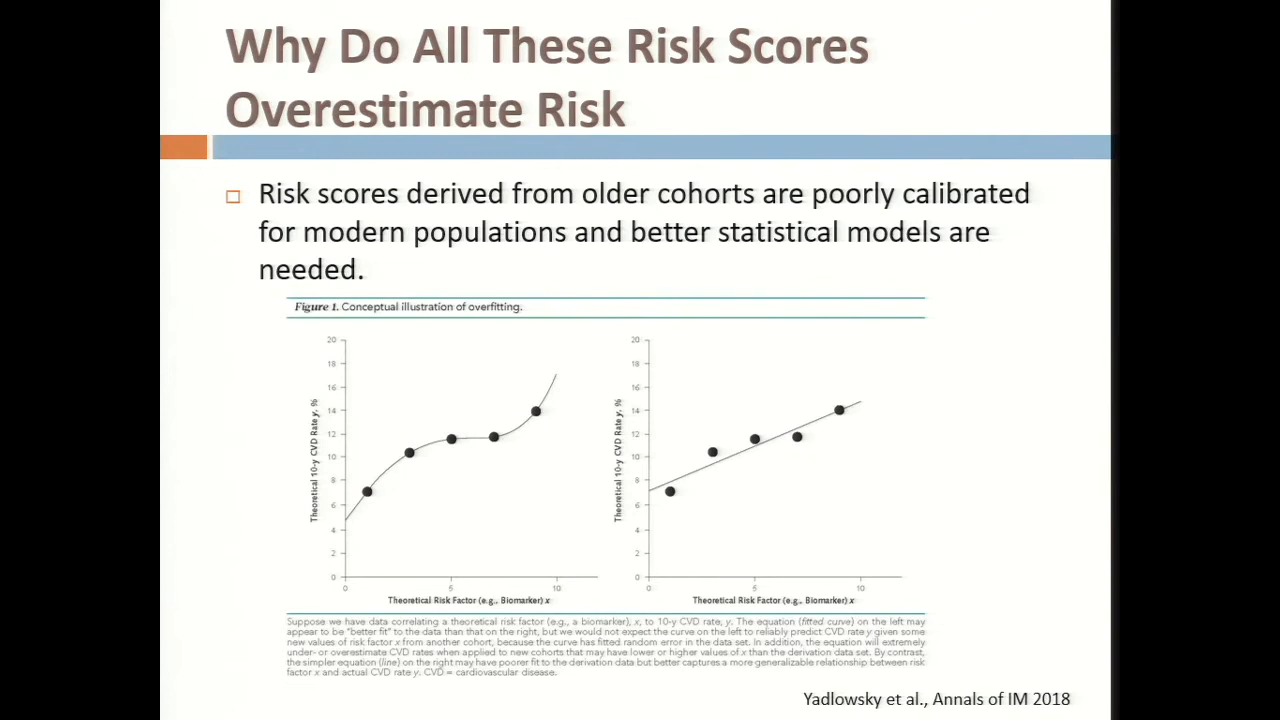 Why Do All These Risk Scores
Overestimate Risk
Risk scores derived from older cohorts are poorly calibrated
for modern populations and better statistical models are
needed.
Figure 1. Conceptual illustration of overfitting.
Theoretical 10-y CVD Rate y, %
20
18
16
14
12
10
8
6
4
2
0
0
5
10
Theoretical Risk Factor (e.g., Biomarker) x
Theoretical 10-y CVD Rate y, %
20
18
16
14
12
10
8
6
4
2
0
0
5
10
Theoretical Risk Factor (e.g., Biomarker) x
Suppose we have data correlating a theoretical risk factor (e.g., a biomarker), x, to 10-y CVD rate, y. The equation (fitted curve) on the left may
appear to be "better fit" to the data than that on the right, but we would not expect the curve on the left to reliably predict CVD rate y given some
new values of risk factor x from another cohort, because the curve has fitted random error in the data set. In addition, the equation will extremely
under- or overestimate CVD rates when applied to new cohorts that may have lower or higher values of x than the derivation data set. By contrast,
the simpler equation (line) on the right may have poorer fit to the derivation data but better captures a more generalizable relationship between risk
factor x and actual CVD rate y. CVD = cardiovascular disease.
Yadlowsky et al., Annals of IM 2018